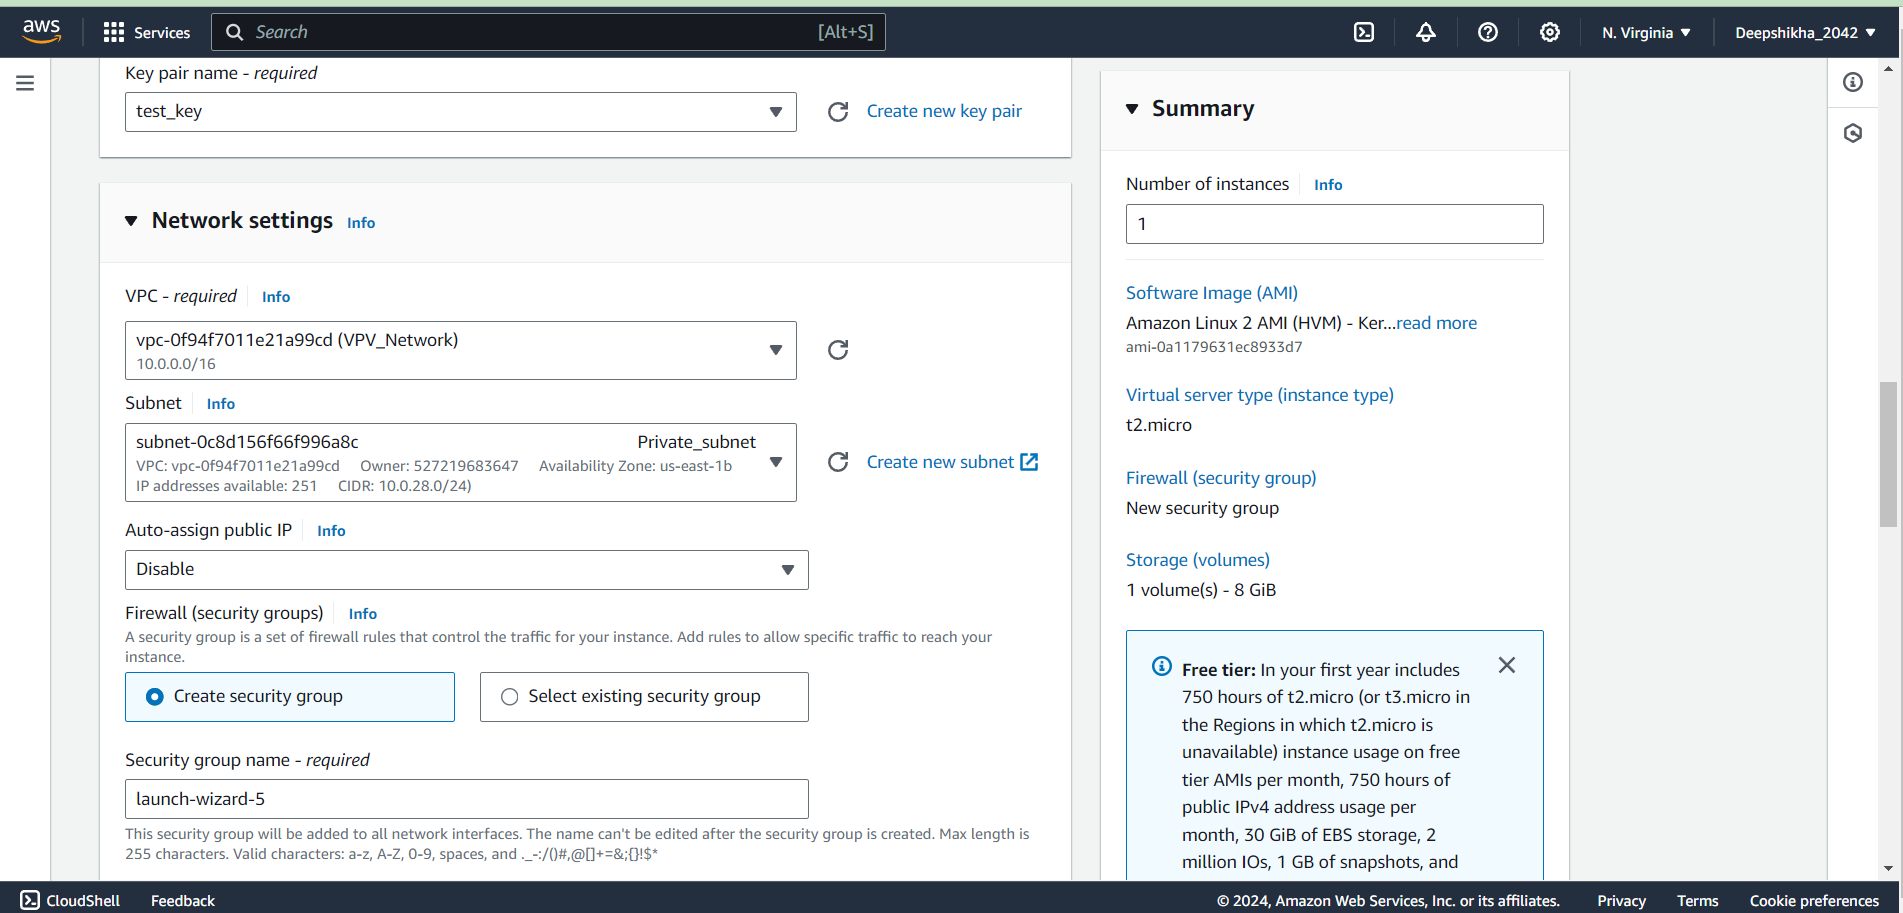 aws
Services
Search [Alt+S]
N. Virginia
Deepshikha_2042
Key pair name - required
test_key
Create new key pair
Network settings Info
VPC - required Info
vpc-0f94f7011e21a99cd (VPV_Network)
10.0.0.0/16
Subnet Info
subnet-0c8d156f66f996a8c Private_subnet
VPC: vpc-0f94f7011e21a99cd Owner: 527219683647 Availability Zone: us-east-1b
IP addresses available: 251 CIDR: 10.0.28.0/24)
Create new subnet
Auto-assign public IP Info
Disable
Firewall (security groups) Info
A security group is a set of firewall rules that control the traffic for your instance. Add rules to allow specific traffic to reach your
instance.
Create security group
Select existing security group
Security group name - required
launch-wizard-5
This security group will be added to all network interfaces. The name can't be edited after the security group is created. Max length is
255 characters. Valid characters: a-z, A-Z, 0-9, spaces, and ._-:/()#,@[]+=&;{}!$*
Summary
Number of instances Info
1
Software Image (AMI)
Amazon Linux 2 AMI (HVM) - Ker...read more
ami-0a1179631ec8933d7
Virtual server type (instance type)
t2.micro
Firewall (security group)
New security group
Storage (volumes)
1 volume(s) - 8 GiB
Free tier: In your first year includes
750 hours of t2.micro (or t3.micro in
the Regions in which t2.micro is
unavailable) instance usage on free
tier AMIs per month, 750 hours of
public IPv4 address usage per
month, 30 GiB of EBS storage, 2
million IOs, 1 GB of snapshots, and
CloudShell
Feedback
© 2024, Amazon Web Services, Inc. or its affiliates.
Privacy
Terms
Cookie preferences